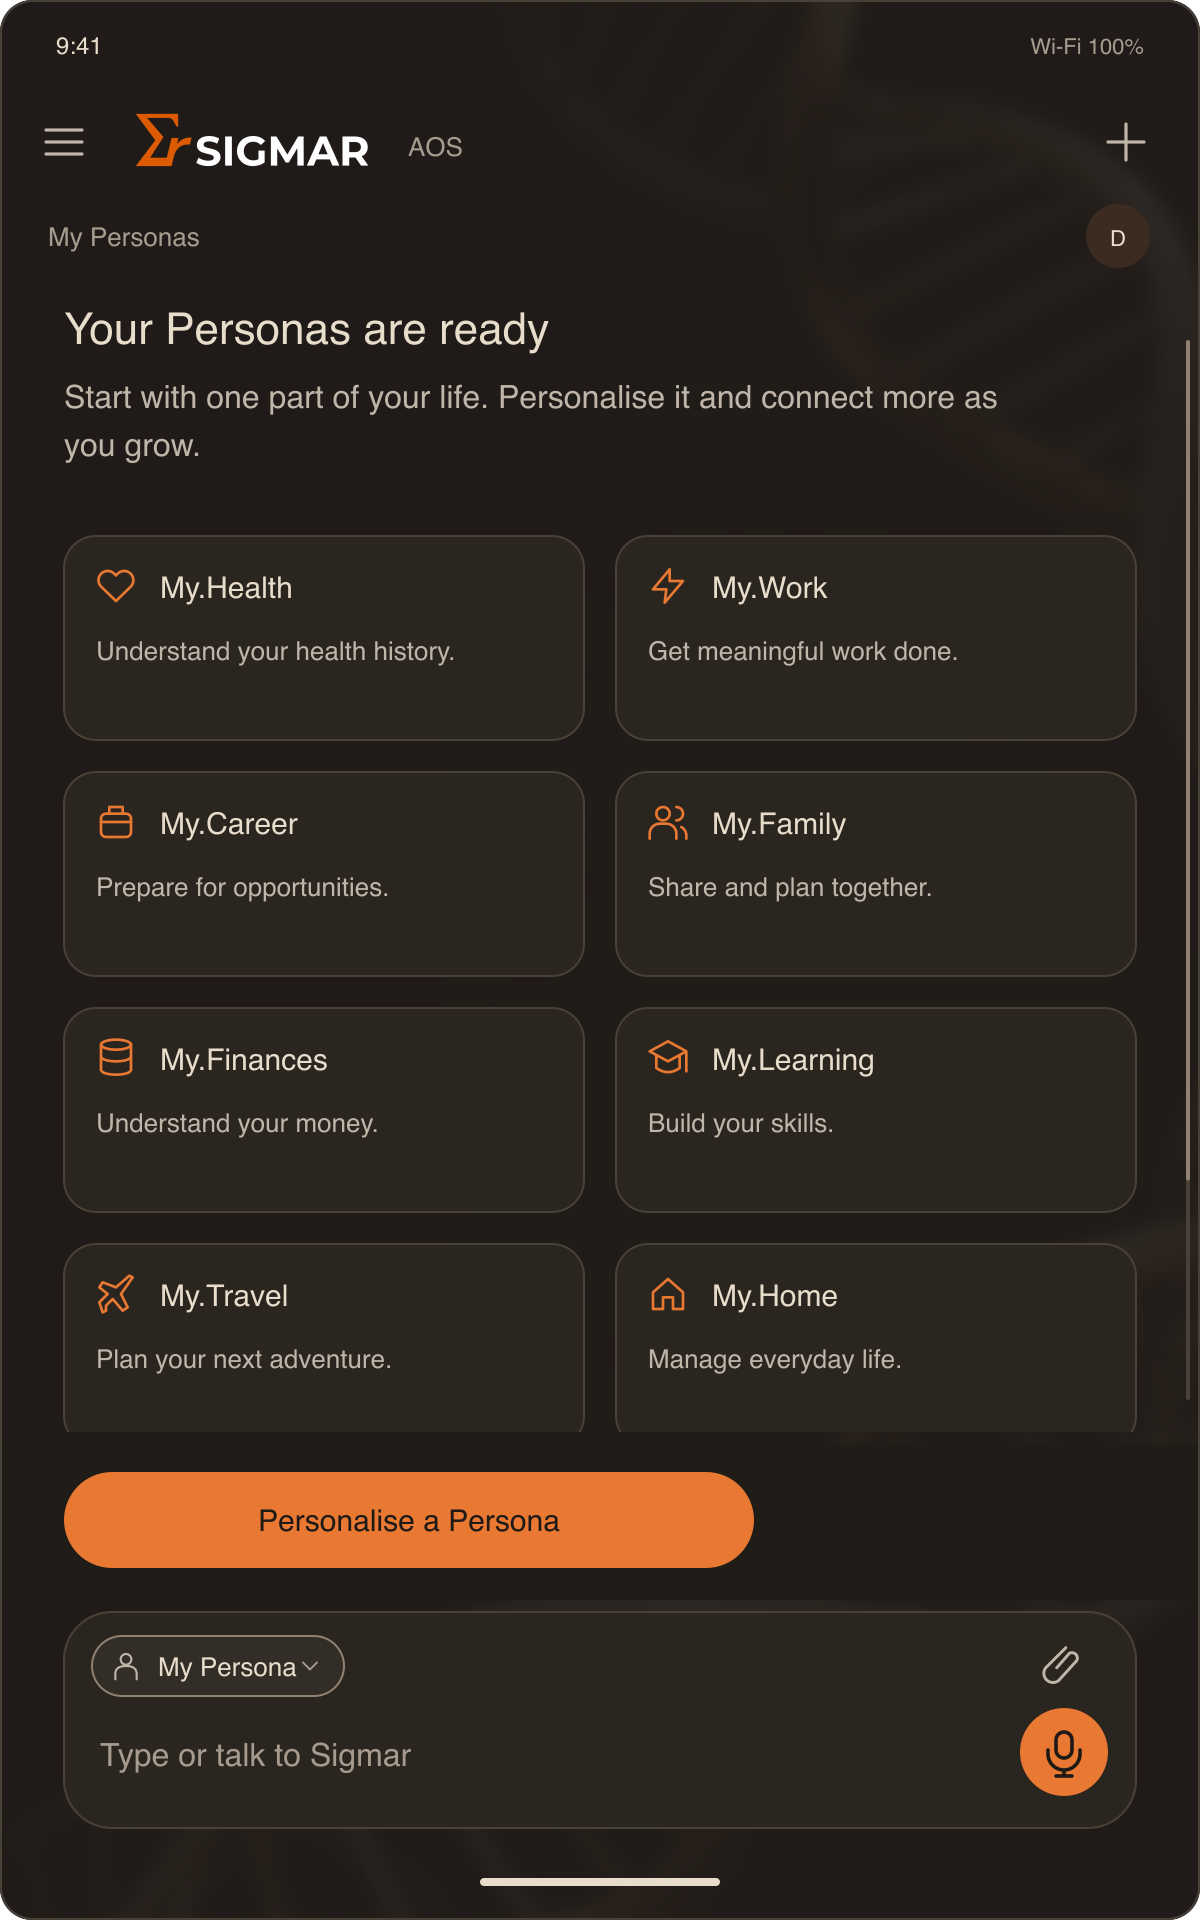 9:41
Wi-Fi 100%
Σr SIGMAR AOS
My Personas
D
Your Personas are ready
Start with one part of your life. Personalise it and connect more as
you grow.
My.Health
Understand your health history.
My.Work
Get meaningful work done.
My.Career
Prepare for opportunities.
My.Family
Share and plan together.
My.Finances
Understand your money.
My.Learning
Build your skills.
My.Travel
Plan your next adventure.
My.Home
Manage everyday life.
Personalise a Persona
My Persona
Type or talk to Sigmar